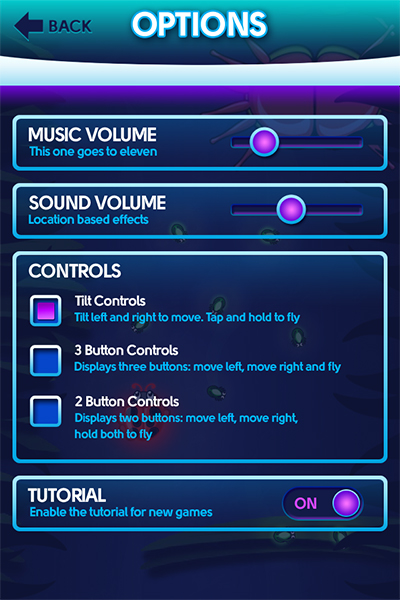 BACK
OPTIONS
MUSIC VOLUME
This one goes to eleven
SOUND VOLUME
Location based effects
CONTROLS
Tilt Controls
Tilt left and right to move. Tap and hold to fly
3 Button Controls
Displays three buttons: move left, move right and fly
2 Button Controls
Displays two buttons: move left, move right,
hold both to fly
TUTORIAL
Enable the tutorial for new games
ON